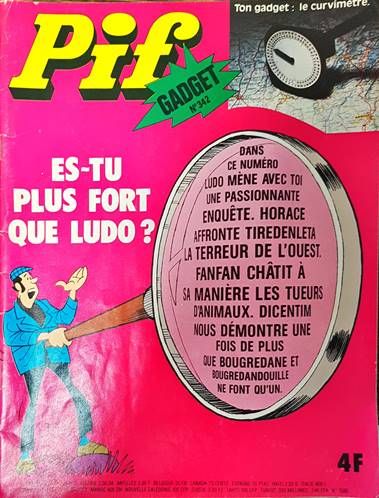 Ton gadget : le curvimètre.
Pif
GADGET
N° 342
ES-TU
PLUS FORT
QUE LUDO ?
DANS
CE NUMÉRO
LUDO MÈNE AVEC TOI
UNE PASSIONNANTE
ENQUÊTE. HORACE
AFFRONTE TIREDENLETA
LA TERREUR DE L'OUEST.
FANFAN CHÂTIT À
SA MANIÈRE LES TUEURS
D'ANIMAUX. DICENTIM
NOUS DÉMONTRE UNE
FOIS DE PLUS
QUE BOUGREDANE ET
BOUGREDANDOUILLE
NE FONT QU'UN.
4F